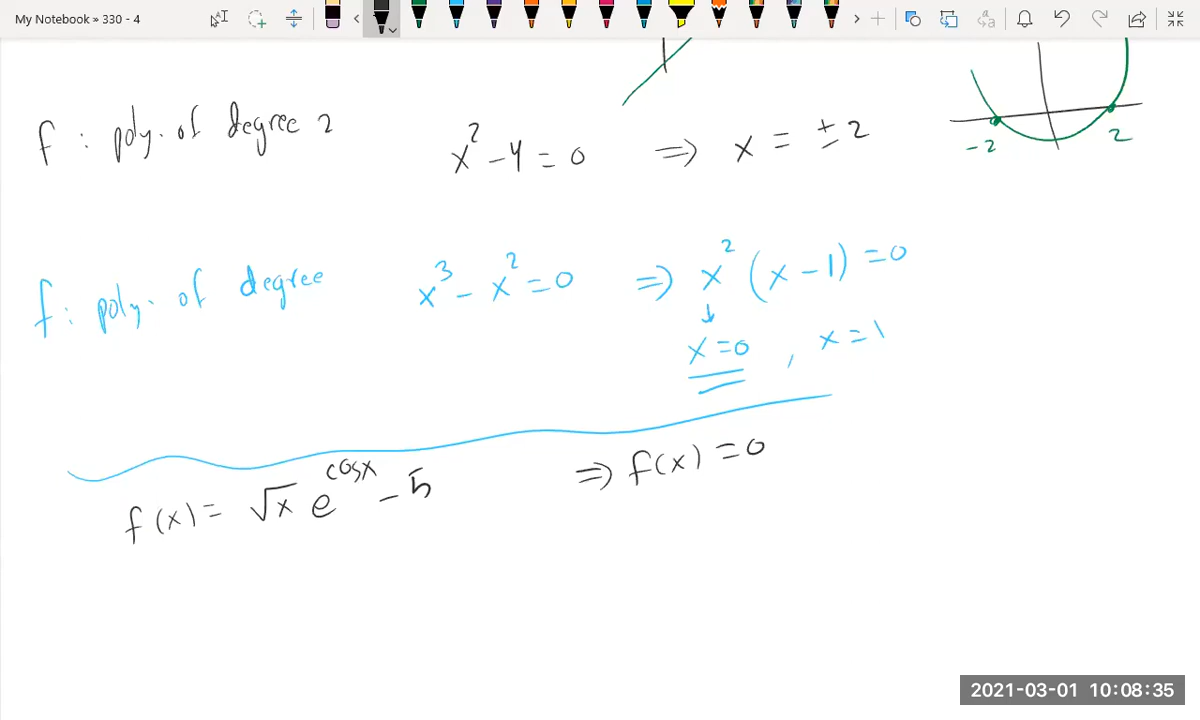 My Notebook » 330 - 4
f : poly. of degree 2   x² - 4 = 0   ⇒ x = ± 2
-2   2
f : poly. of degree   x³ - x² = 0   ⇒ x² (x - 1) = 0
↓
x = 0 , x = 1
f(x) = √x e^cosx - 5   ⇒ f(x) = 0
2021-03-01 10:08:35